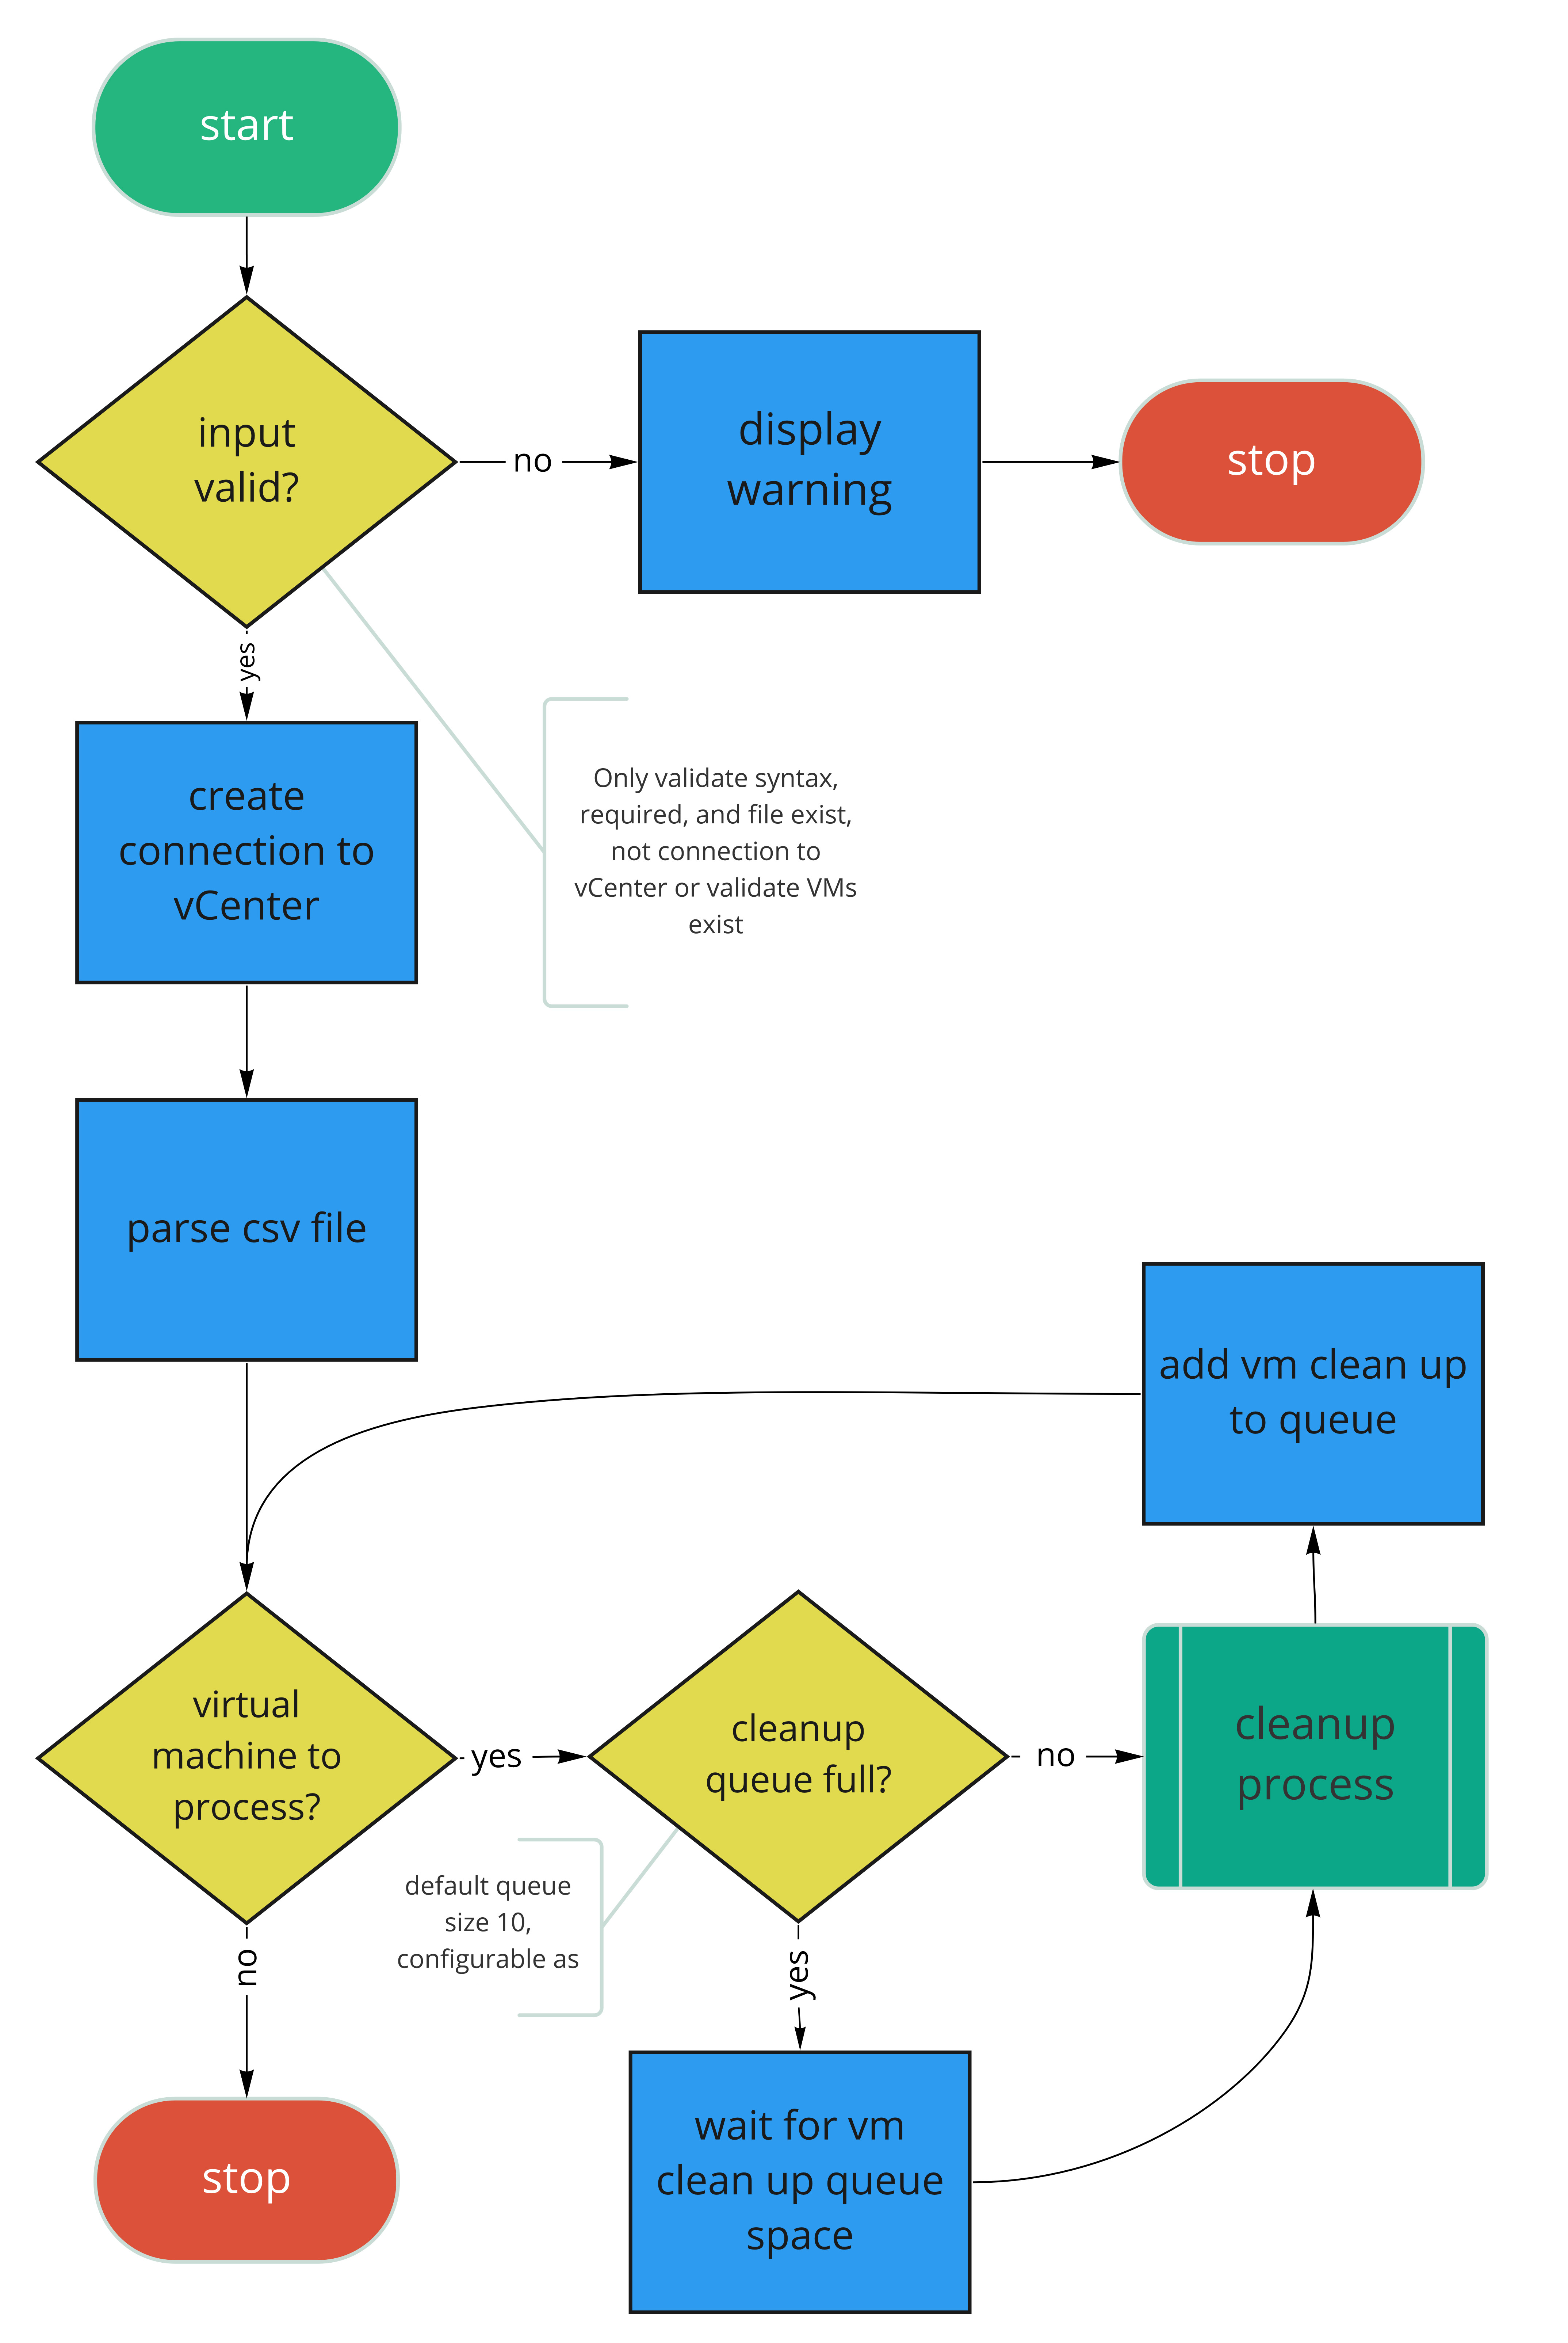 start
input
valid?
no
display
warning
stop
yes
create
connection to
vCenter
Only validate syntax,
required, and file exist,
not connection to
vCenter or validate VMs
exist
parse csv file
add vm clean up
to queue
virtual
machine to
process?
yes
cleanup
queue full?
no
cleanup
process
default queue
size 10,
configurable as
no
yes
stop
wait for vm
clean up queue
space